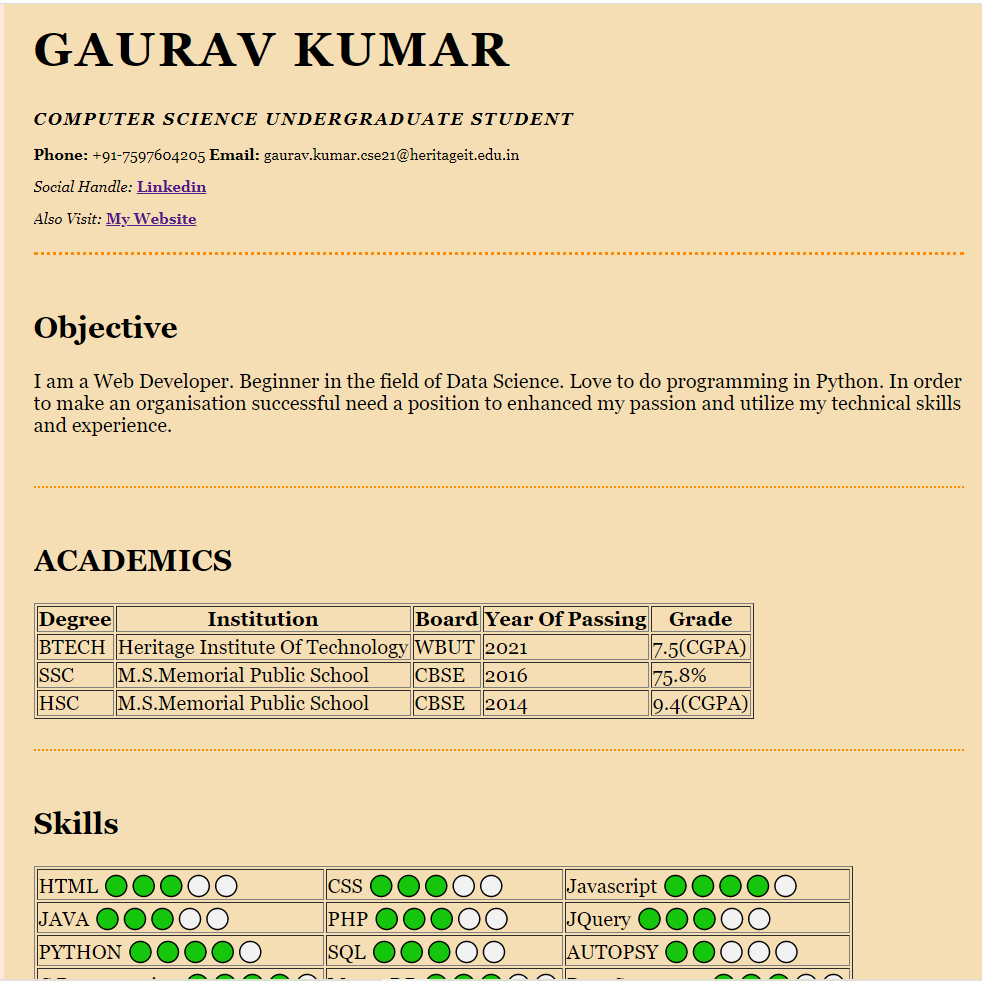 GAURAV KUMAR
COMPUTER SCIENCE UNDERGRADUATE STUDENT
Phone: +91-7597604205 Email: gaurav.kumar.cse21@heritageit.edu.in
Social Handle: Linkedin
Also Visit: My Website
Objective
I am a Web Developer. Beginner in the field of Data Science. Love to do programming in Python. In order
to make an organisation successful need a position to enhanced my passion and utilize my technical skills
and experience.
ACADEMICS
Degree Institution Board Year Of Passing Grade
BTECH Heritage Institute Of Technology WBUT 2021 7.5(CGPA)
SSC M.S.Memorial Public School CBSE 2016 75.8%
HSC M.S.Memorial Public School CBSE 2014 9.4(CGPA)
Skills
HTML CSS Javascript
JAVA PHP JQuery
PYTHON SQL AUTOPSY